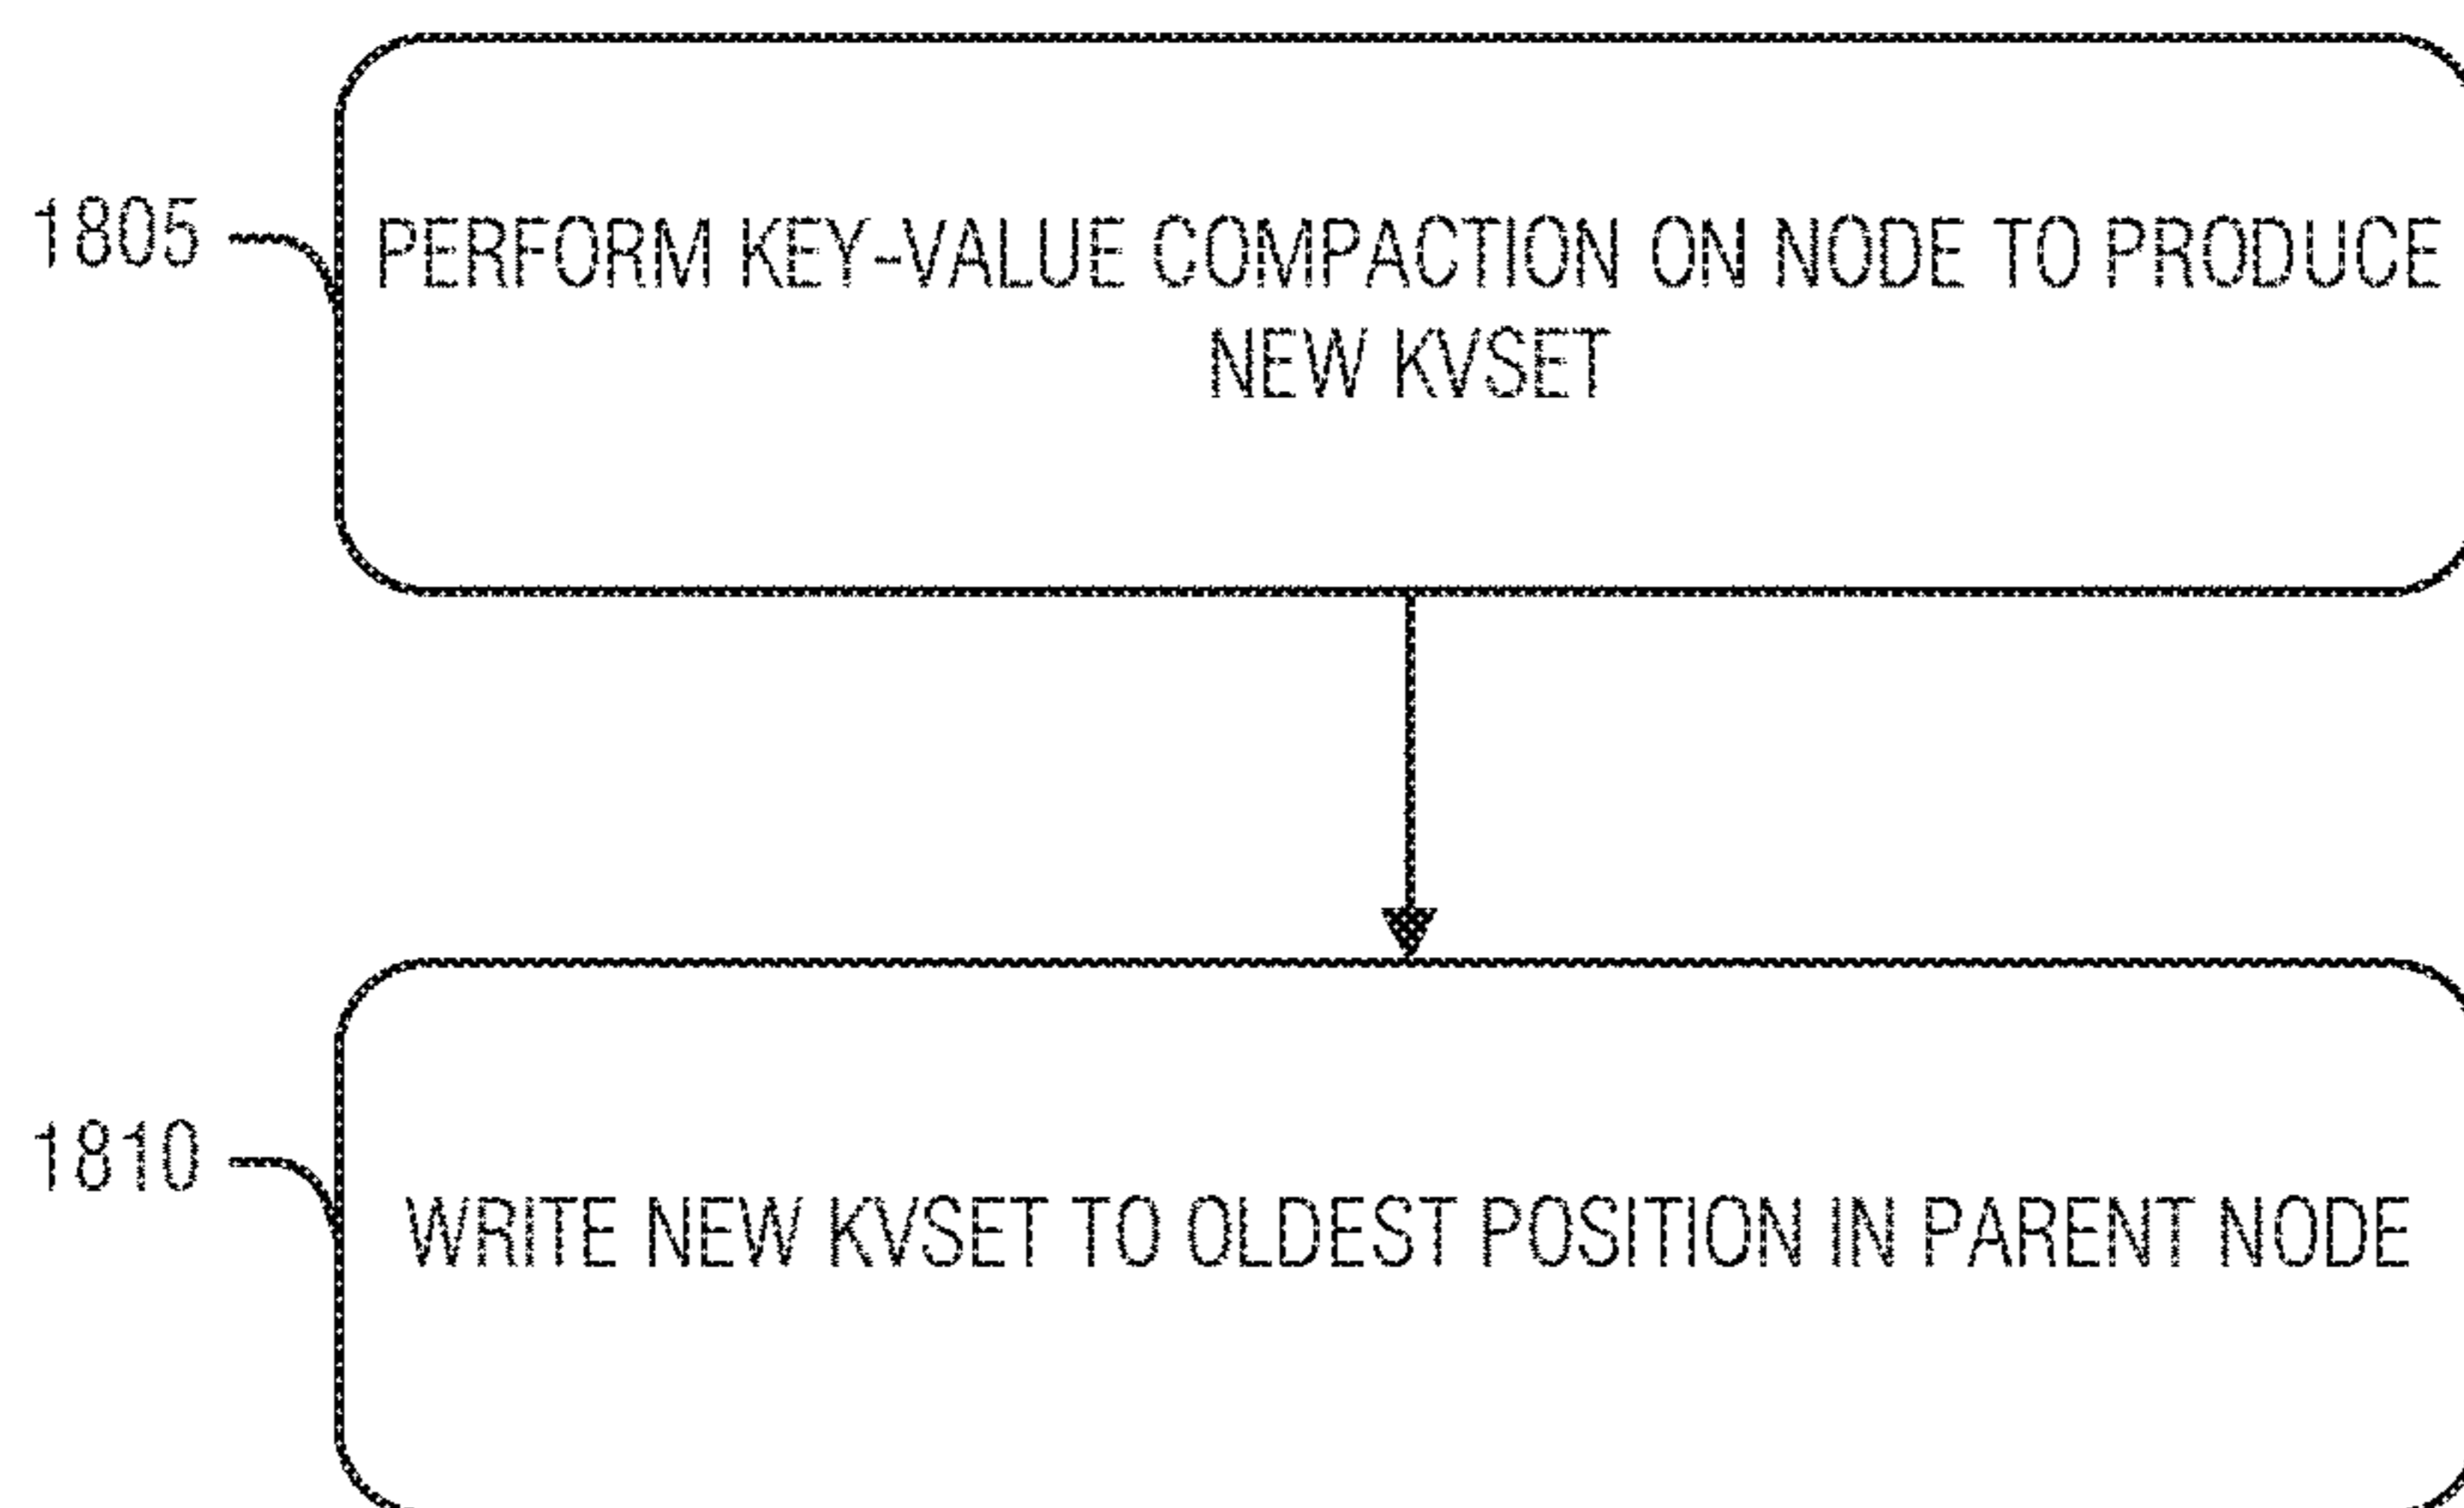 1805
PERFORM KEY-VALUE COMPACTION ON NODE TO PRODUCE
NEW KVSET
1810
WRITE NEW KVSET TO OLDEST POSITION IN PARENT NODE